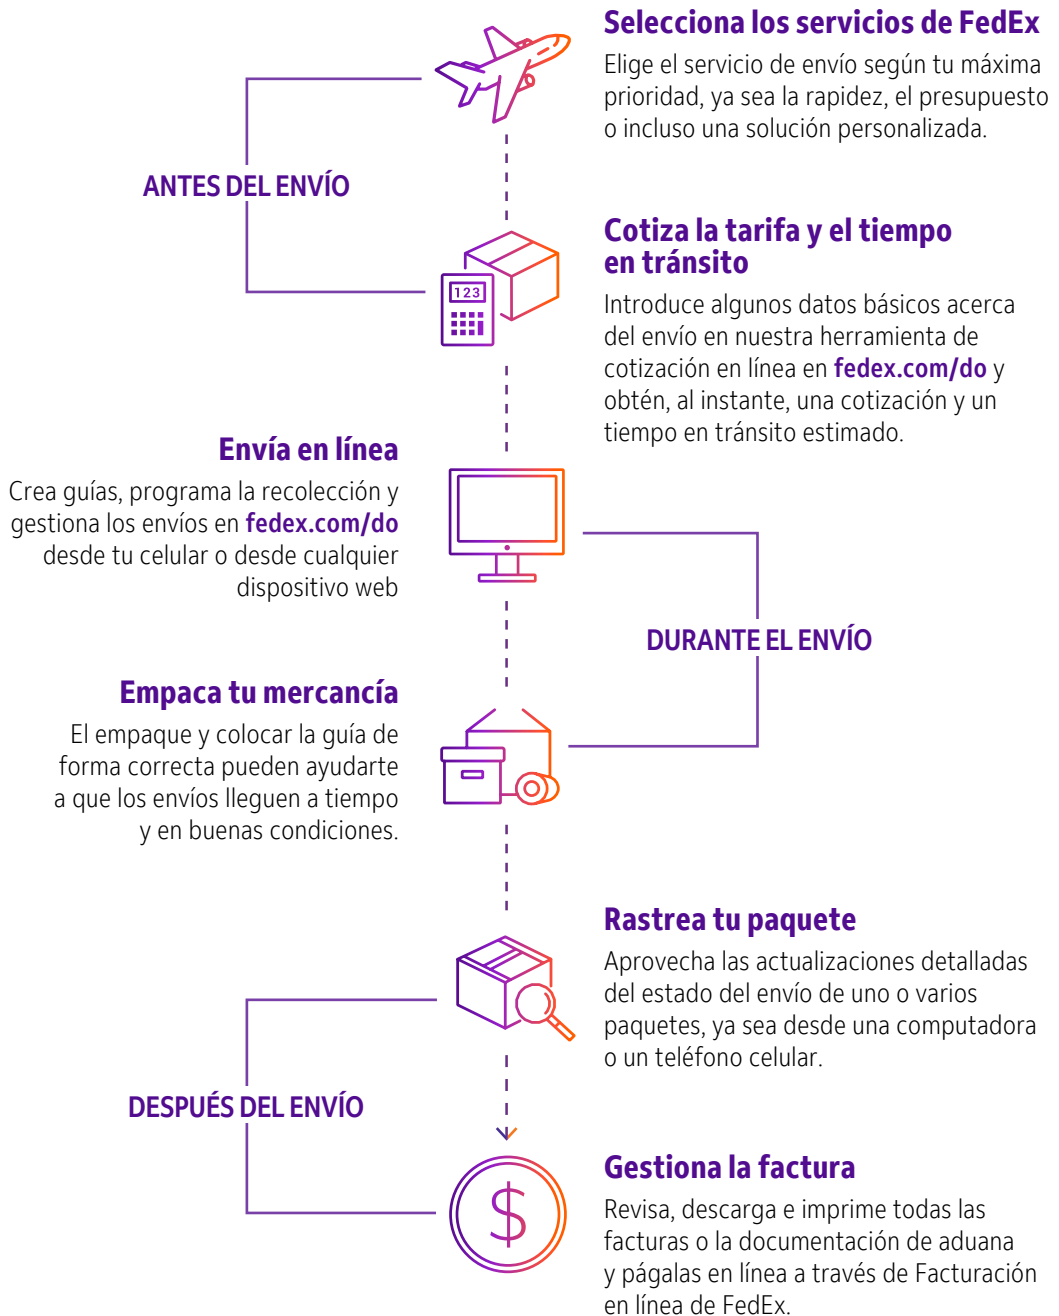 Selecciona los servicios de FedEx
Elige el servicio de envío según tu máxima
prioridad, ya sea la rapidez, el presupuesto
o incluso una solución personalizada.
ANTES DEL ENVÍO
Cotiza la tarifa y el tiempo
en tránsito
123
Introduce algunos datos básicos acerca
del envío en nuestra herramienta de
cotización en línea en fedex.com/do y
obtén, al instante, una cotización y un
tiempo en tránsito estimado.
Envía en línea
Crea guías, programa la recolección y
gestiona los envíos en fedex.com/do
desde tu celular o desde cualquier
dispositivo web
DURANTE EL ENVÍO
Empaca tu mercancía
El empaque y colocar la guía de
forma correcta pueden ayudarte
a que los envíos lleguen a tiempo
y en buenas condiciones.
Rastrea tu paquete
Aprovecha las actualizaciones detalladas
del estado del envío de uno o varios
paquetes, ya sea desde una computadora
o un teléfono celular.
DESPUÉS DEL ENVÍO
Gestiona la factura
$
Revisa, descarga e imprime todas las
facturas o la documentación de aduana
y págalas en línea a través de Facturación
en línea de FedEx.